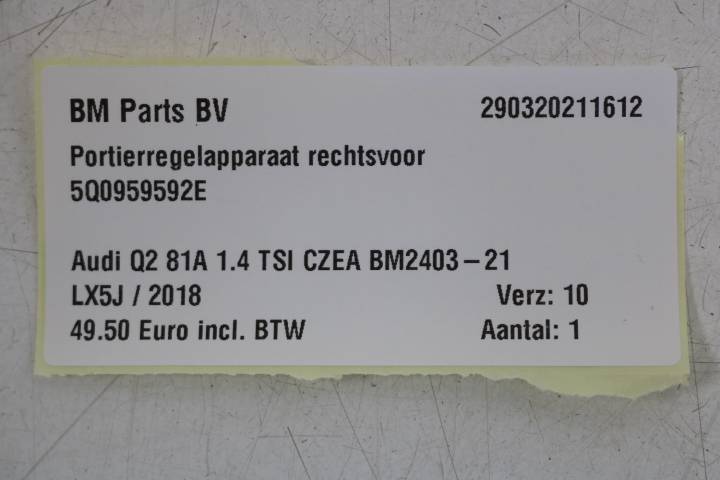 BM Parts BV 290320211612
Portierregelapparaat rechtsvoor
5Q0959592E
Audi Q2 81A 1.4 TSI CZEA BM2403-21
LX5J / 2018 Verz: 10
49.50 Euro incl. BTW Aantal: 1